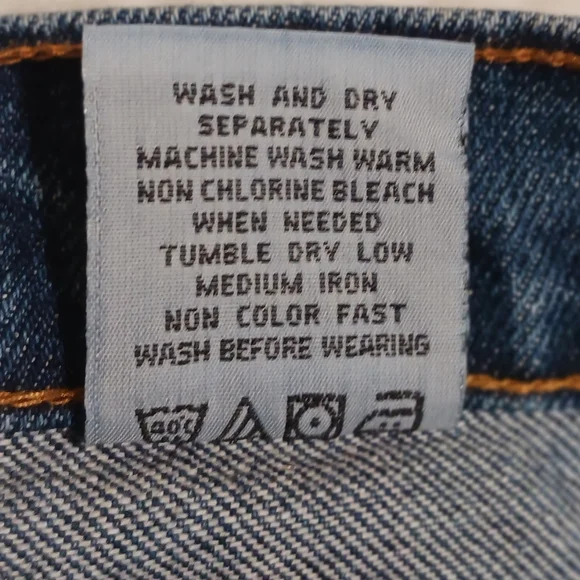 WASH AND DRY
SEPARATELY
MACHINE WASH WARM
NON CHLORINE BLEACH
WHEN NEEDED
TUMBLE DRY LOW
MEDIUM IRON
NON COLOR FAST
WASH BEFORE WEARING
40C